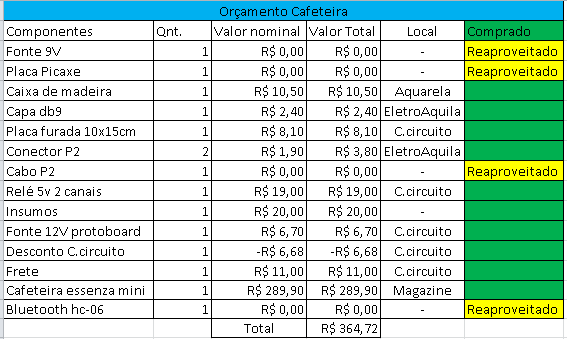 Orçamento Cafeteira
Componentes Qnt. Valor nominal Valor Total Local Comprado
Fonte 9V 1 R$ 0,00 R$ 0,00 - Reaproveitado
Placa Picaxe 1 R$ 0,00 R$ 0,00 - Reaproveitado
Caixa de madeira 1 R$ 10,50 R$ 10,50 Aquarela
Capa db9 1 R$ 2,40 R$ 2,40 EletroAquila
Placa furada 10x15cm 1 R$ 8,10 R$ 8,10 C.circuito
Conector P2 2 R$ 1,90 R$ 3,80 EletroAquila
Cabo P2 1 R$ 0,00 R$ 0,00 - Reaproveitado
Relé 5v 2 canais 1 R$ 19,00 R$ 19,00 C.circuito
Insumos 1 R$ 20,00 R$ 20,00 -
Fonte 12V protoboard 1 R$ 6,70 R$ 6,70 C.circuito
Desconto C.circuito 1 -R$ 6,68 -R$ 6,68 C.circuito
Frete 1 R$ 11,00 R$ 11,00 C.circuito
Cafeteira essenza mini 1 R$ 289,90 R$ 289,90 Magazine
Bluetooth hc-06 1 R$ 0,00 R$ 0,00 - Reaproveitado
Total R$ 364,72